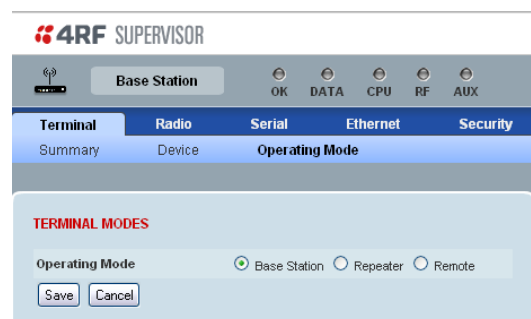 4RF SUPERVISOR
Base Station
OK DATA CPU RF AUX
Terminal Radio Serial Ethernet Security
Summary Device Operating Mode
TERMINAL MODES
Operating Mode Base Station Repeater Remote
Save Cancel